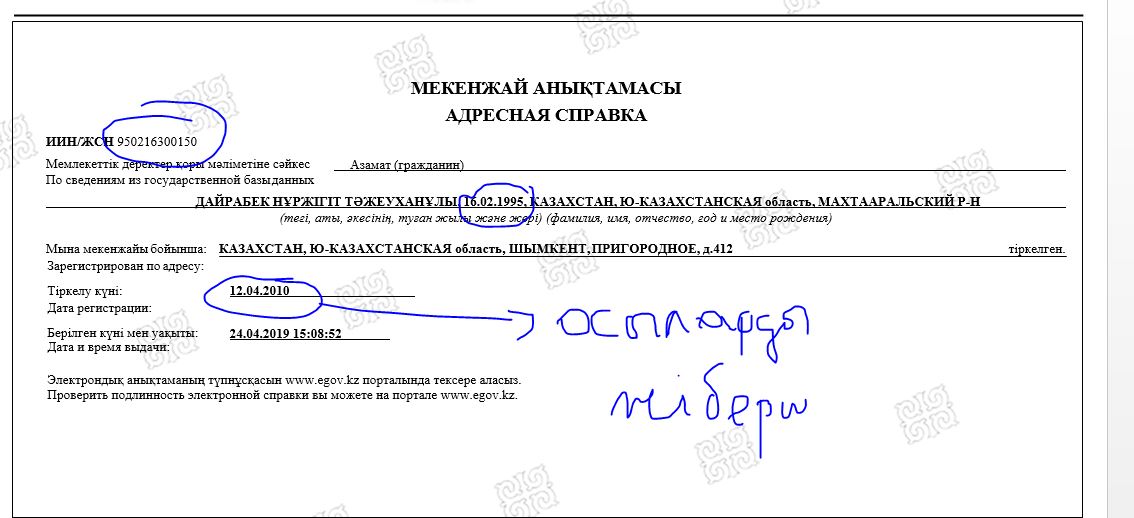 МЕКЕНЖАЙ АНЫҚТАМАСЫ
АДРЕСНАЯ СПРАВКА
ИИН/ЖСН 950216300150
Мемлекеттік деректер қоры мәліметіне сәйкес Азамат (гражданин)
По сведениям из государственной базы данных
ДАЙРАБЕК НҰРЖІГІТ ТӘЖЕУХАНҰЛЫ, 16.02.1995, КАЗАХСТАН, Ю-КАЗАХСТАНСКАЯ область, МАХТААРАЛЬСКИЙ Р-Н
(тегі, аты, әкесінің, туған жылы және жері) (фамилия, имя, отчество, год и место рождения)
Мына мекенжайы бойынша: КАЗАХСТАН, Ю-КАЗАХСТАНСКАЯ область, ШЫМКЕНТ, ПРИГОРОДНОЕ, д.412 тіркелген.
Зарегистрирован по адресу:
Тіркелу күні: 12.04.2010
Дата регистрации:
Берілген күні мен уақыты: 24.04.2019 15:08:52
Дата и время выдачи:
осыларды
жіберш
Электрондық анықтаманың түпнұсқасын www.egov.kz порталында тексере аласыз.
Проверить подлинность электронной справки вы можете на портале www.egov.kz.